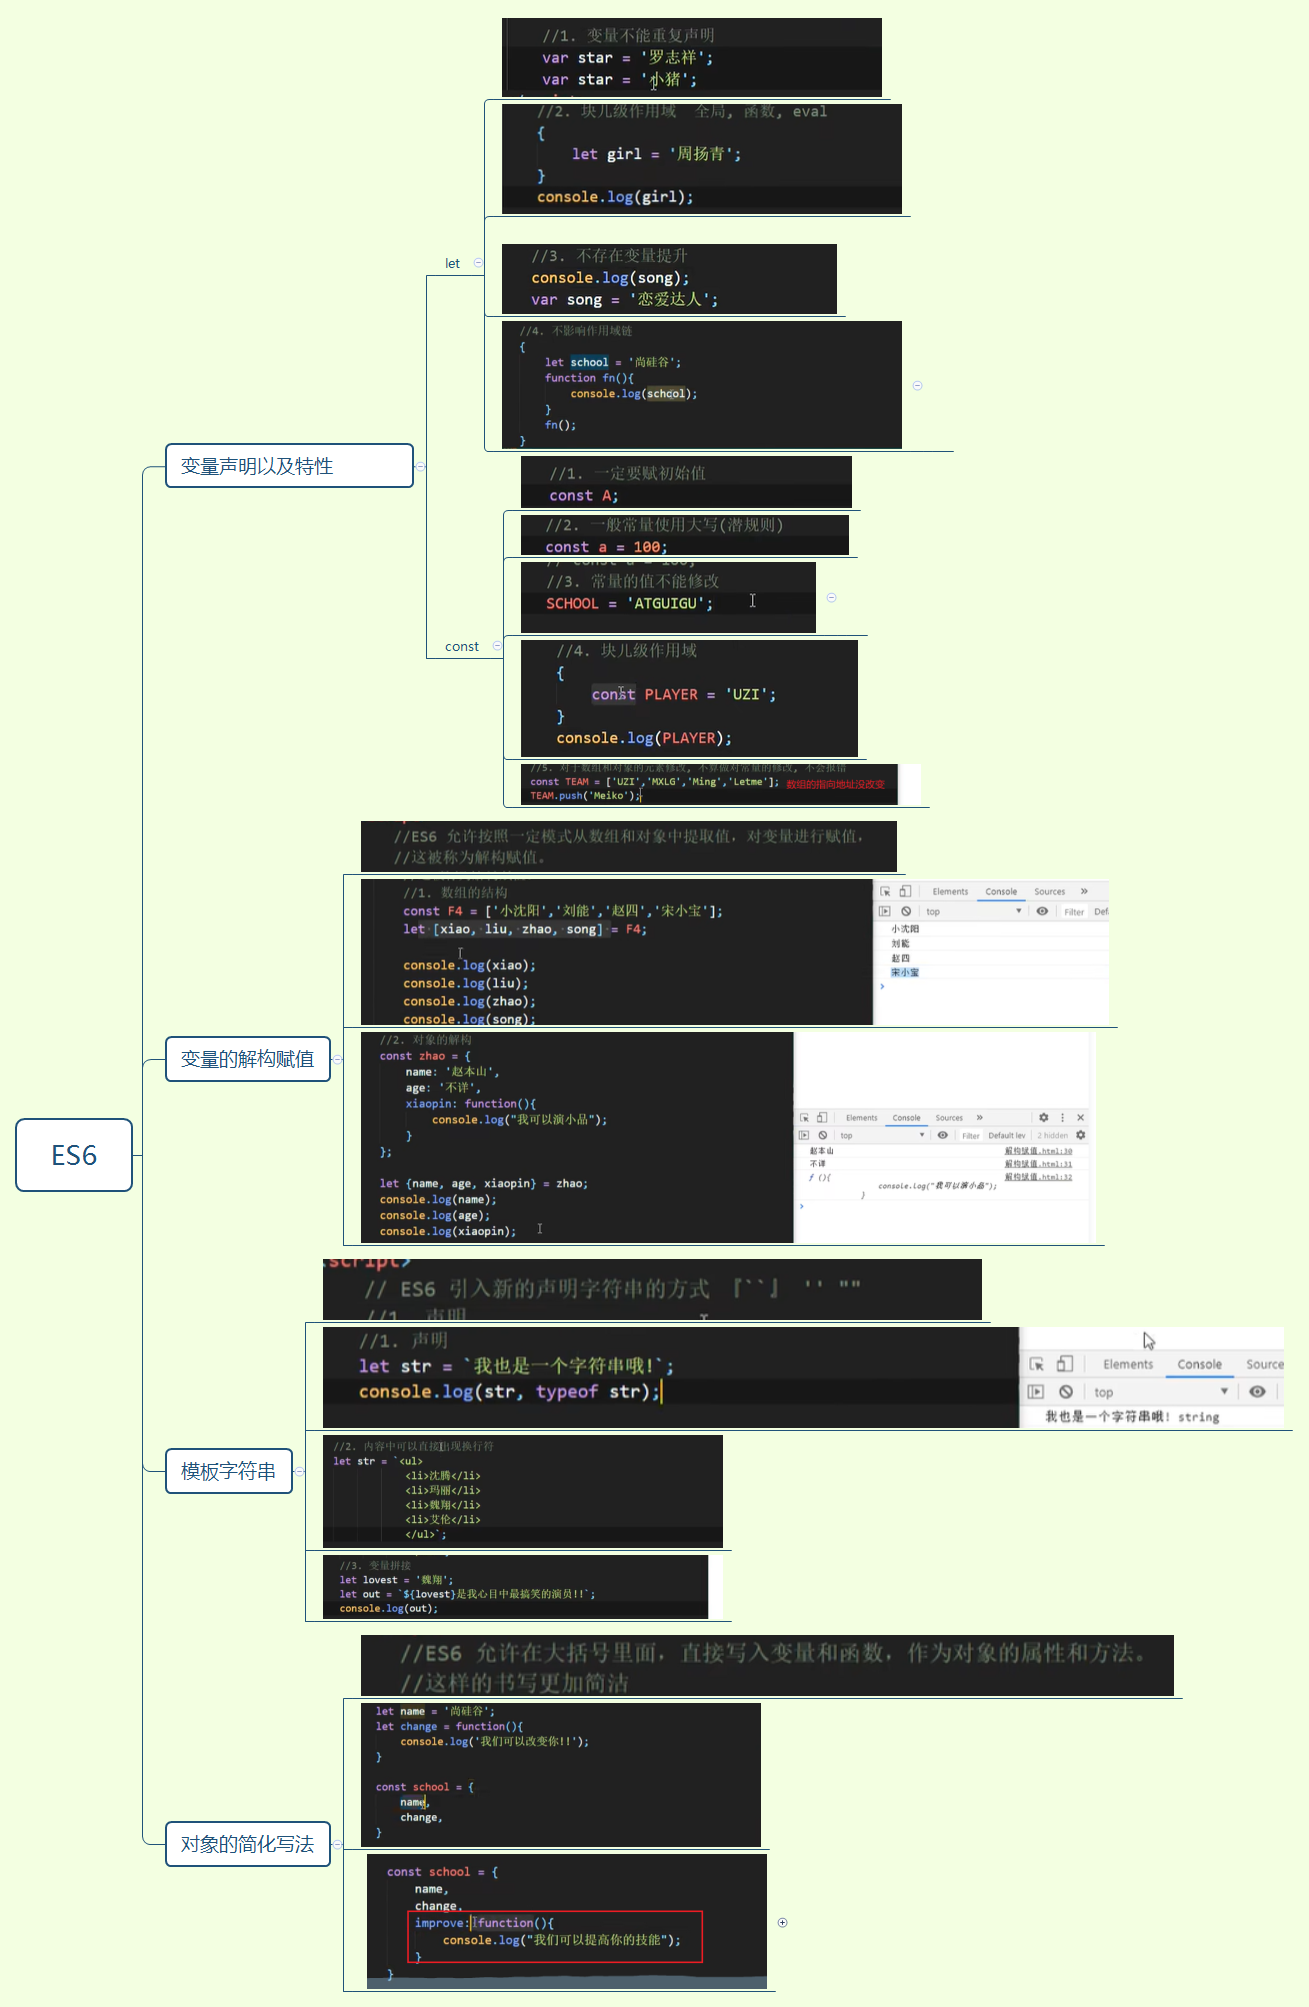 ES6
变量声明以及特性
let
//1. 变量不能重复声明
var star = '罗志祥';
var star = '小猪';
//2. 块儿级作用域  全局, 函数, eval
{
let girl = '周扬青';
}
console.log(girl);
//3. 不存在变量提升
console.log(song);
var song = '恋爱达人';
//4. 不影响作用域链
{
let school = '尚硅谷';
function fn(){
console.log(school);
}
fn();
}
const
//1. 一定要赋初始值
const A;
//2. 一般常量使用大写(潜规则)
const a = 100;
//3. 常量的值不能修改
SCHOOL = 'ATGUIGU';
//4. 块儿级作用域
{
const PLAYER = 'UZI';
}
console.log(PLAYER);
//5. 对于数组和对象的元素修改, 不算做对常量的修改, 不会报错
const TEAM = ['UZI','MXLG','Ming','Letme']; 数组的指向地址没改变
TEAM.push('Meiko');
变量的解构赋值
//ES6 允许按照一定模式从数组和对象中提取值，对变量进行赋值，
//这被称为解构赋值。
//1. 数组的结构
const F4 = ['小沈阳','刘能','赵四','宋小宝'];
let [xiao, liu, zhao, song] = F4;
console.log(xiao);
console.log(liu);
console.log(zhao);
console.log(song);
Elements Console Sources »
top Filter Def
小沈阳
刘能
赵四
宋小宝
//2. 对象的解构
const zhao = {
name: '赵本山',
age: '不详',
xiaopin: function(){
console.log("我可以演小品");
}
};
let {name, age, xiaopin} = zhao;
console.log(name);
console.log(age);
console.log(xiaopin);
Elements Console Sources »
top Filter Default lev 2 hidden
赵本山 解构赋值.html:30
不详 解构赋值.html:31
ƒ (){ 解构赋值.html:32
console.log("我可以演小品");
}
模板字符串
script>
// ES6 引入新的声明字符串的方式 『``』 '' ""
//1. 声明
//1. 声明
let str = `我也是一个字符串哦!`;
console.log(str, typeof str);
Elements Console Source
top
我也是一个字符串哦! string
//2. 内容中可以直接出现换行符
let str = `<ul>
<li>沈腾</li>
<li>玛丽</li>
<li>魏翔</li>
<li>艾伦</li>
</ul>`;
//3. 变量拼接
let lovest = '魏翔';
let out = `${lovest}是我心目中最搞笑的演员!!`;
console.log(out);
对象的简化写法
//ES6 允许在大括号里面，直接写入变量和函数，作为对象的属性和方法。
//这样的书写更加简洁
let name = '尚硅谷';
let change = function(){
console.log('我们可以改变你!!');
}
const school = {
name,
change,
}
const school = {
name,
change,
improve: function(){
console.log("我们可以提高你的技能");
}
}